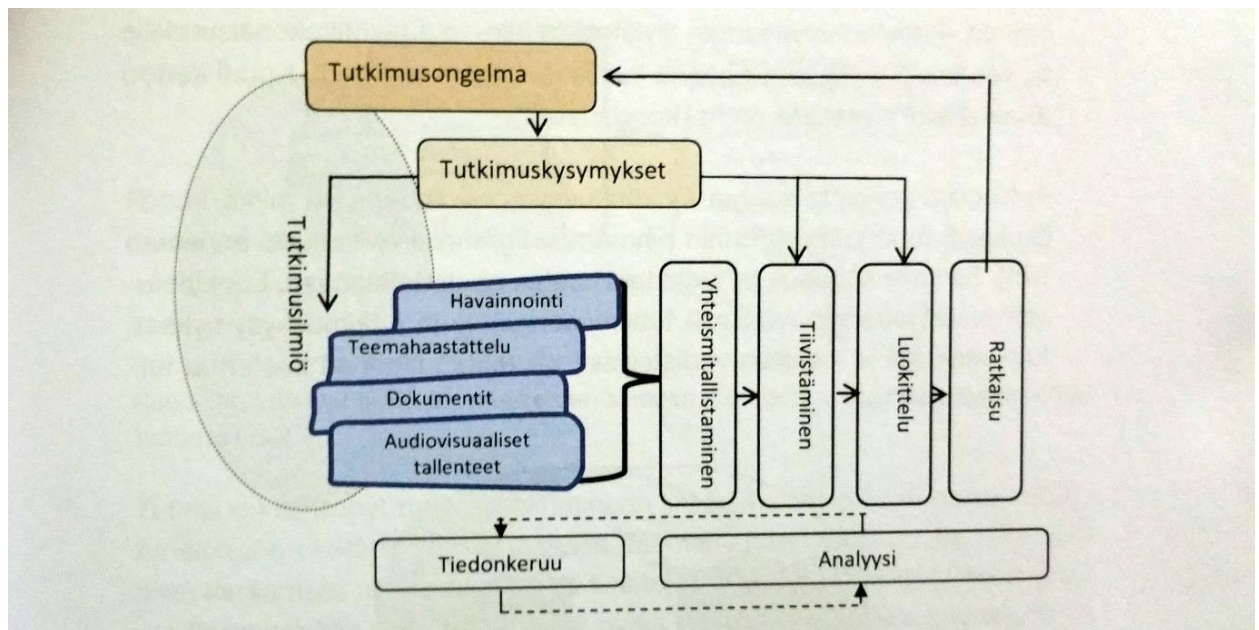 Tutkimusongelma
Tutkimuskysymykset
Tutkimusilmiö
Havainnointi
Teemahaastattelu
Dokumentit
Audiovisuaaliset
tallenteet
Yhteismitallistaminen
Tiivistäminen
Luokittelu
Ratkaisu
Tiedonkeruu
Analyysi